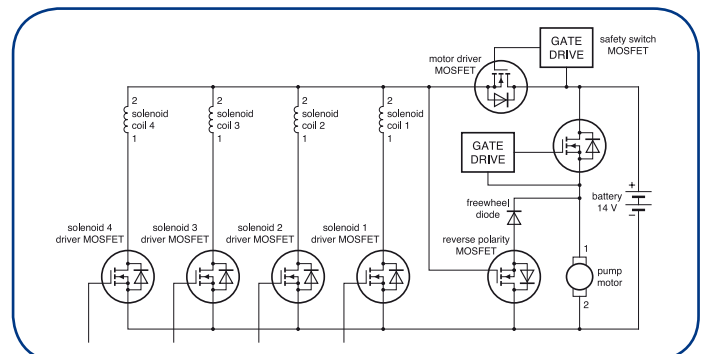 GATE
DRIVE
safety switch
MOSFET
motor driver
MOSFET
2
solenoid
coil 4
1
2
solenoid
coil 3
1
2
solenoid
coil 2
1
2
solenoid
coil 1
1
GATE
DRIVE
+
battery
14 V
–
freewheel
diode
solenoid 4
driver MOSFET
solenoid 3
driver MOSFET
solenoid 2
driver MOSFET
solenoid 1
driver MOSFET
reverse polarity
MOSFET
1
pump
motor
2